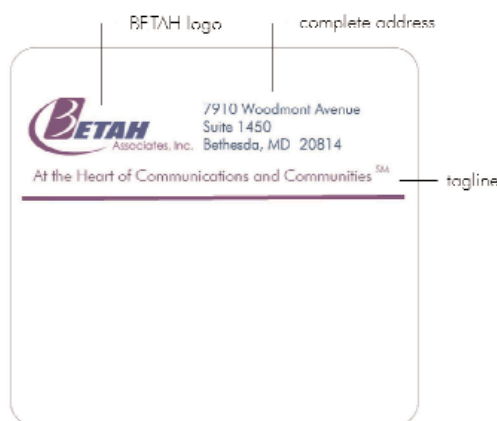 BETAH logo
complete address
BETAH
Associates, Inc.
7910 Woodmont Avenue
Suite 1450
Bethesda, MD 20814
At the Heart of Communications and Communities SM
tagline